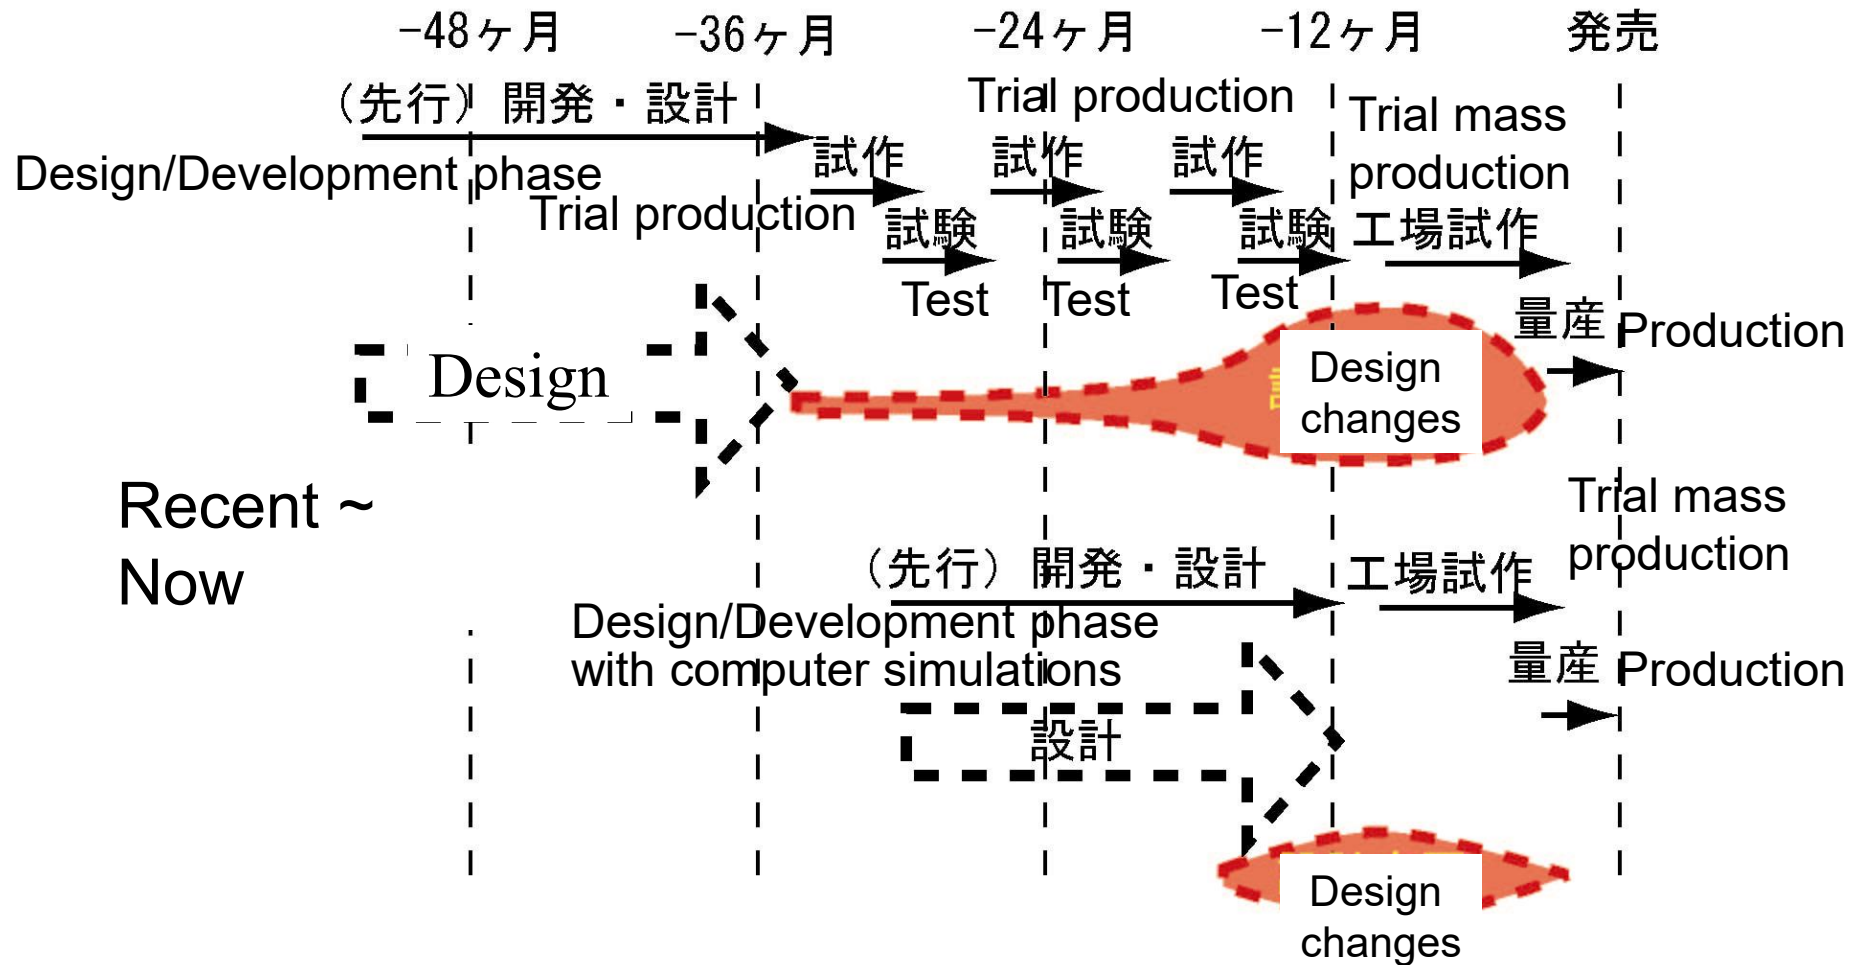 -48ヶ月
-36ヶ月
-24ヶ月
-12ヶ月
発売
（先行）開発・設計
Trial production
Trial mass
production
Design/Development phase
Trial production
試作
試作
試作
試験
試験
試験
工場試作
Test
Test
Test
量産
Production
Design
Design
changes
Recent ~
Now
Trial mass
production
（先行）開発・設計
工場試作
Design/Development phase
with computer simulations
量産
Production
設計
Design
changes